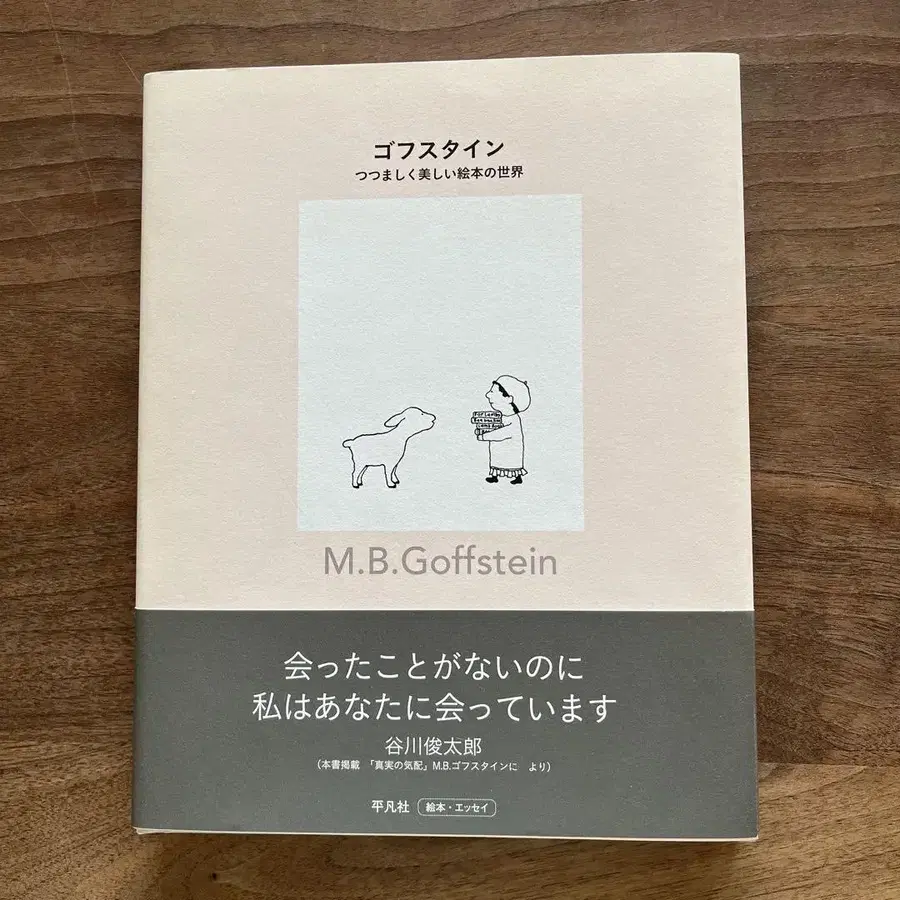 ゴフスタイン
つつましく美しい絵本の世界
M.B.Goffstein
会ったことがないのに
私はあなたに会っています
谷川俊太郎
(本書掲載 「真実の気配」M.B.ゴフスタインに より)
平凡社 絵本・エッセイ